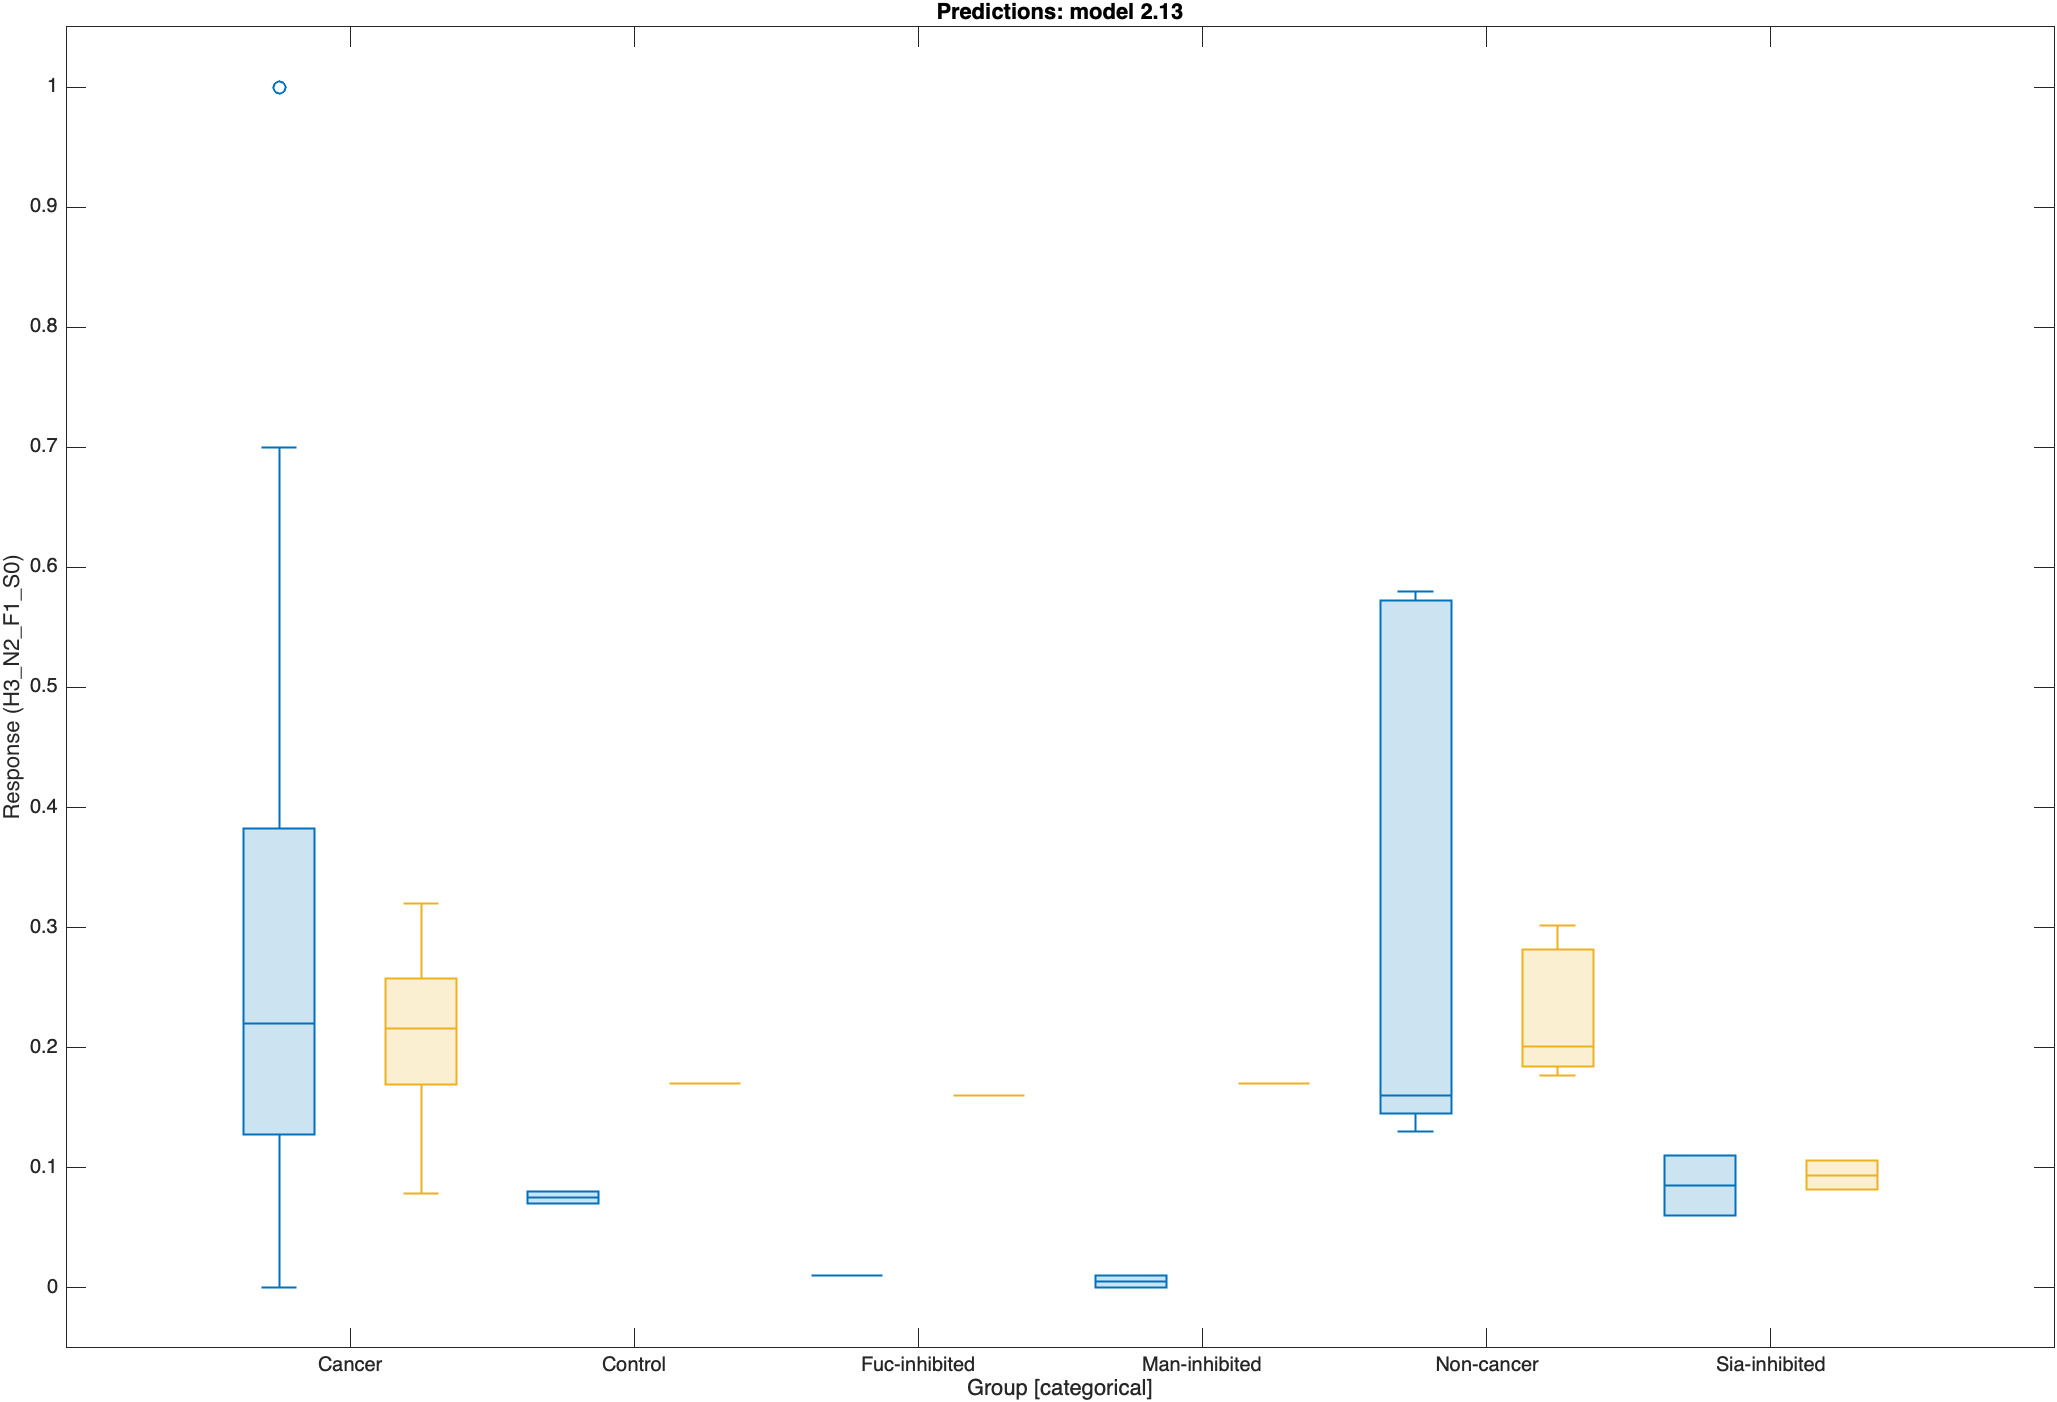 Predictions: model 2.13
Response (H3_N2_F1_S0)
1
0.9
0.8
0.7
0.6
0.5
0.4
0.3
0.2
0.1
0
Cancer Control Fuc-inhibited Man-inhibited Non-cancer Sia-inhibited
Group [categorical]